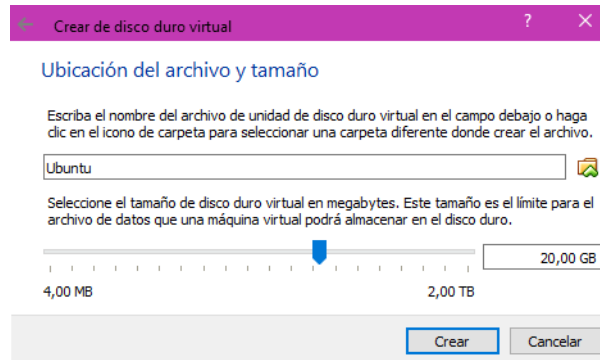 Crear de disco duro virtual
Ubicación del archivo y tamaño
Escriba el nombre del archivo de unidad de disco duro virtual en el campo debajo o haga
clic en el icono de carpeta para seleccionar una carpeta diferente donde crear el archivo.
Ubuntu
Seleccione el tamaño de disco duro virtual en megabytes. Este tamaño es el límite para el
archivo de datos que una máquina virtual podrá almacenar en el disco duro.
20,00 GB
4,00 MB 2,00 TB
Crear Cancelar